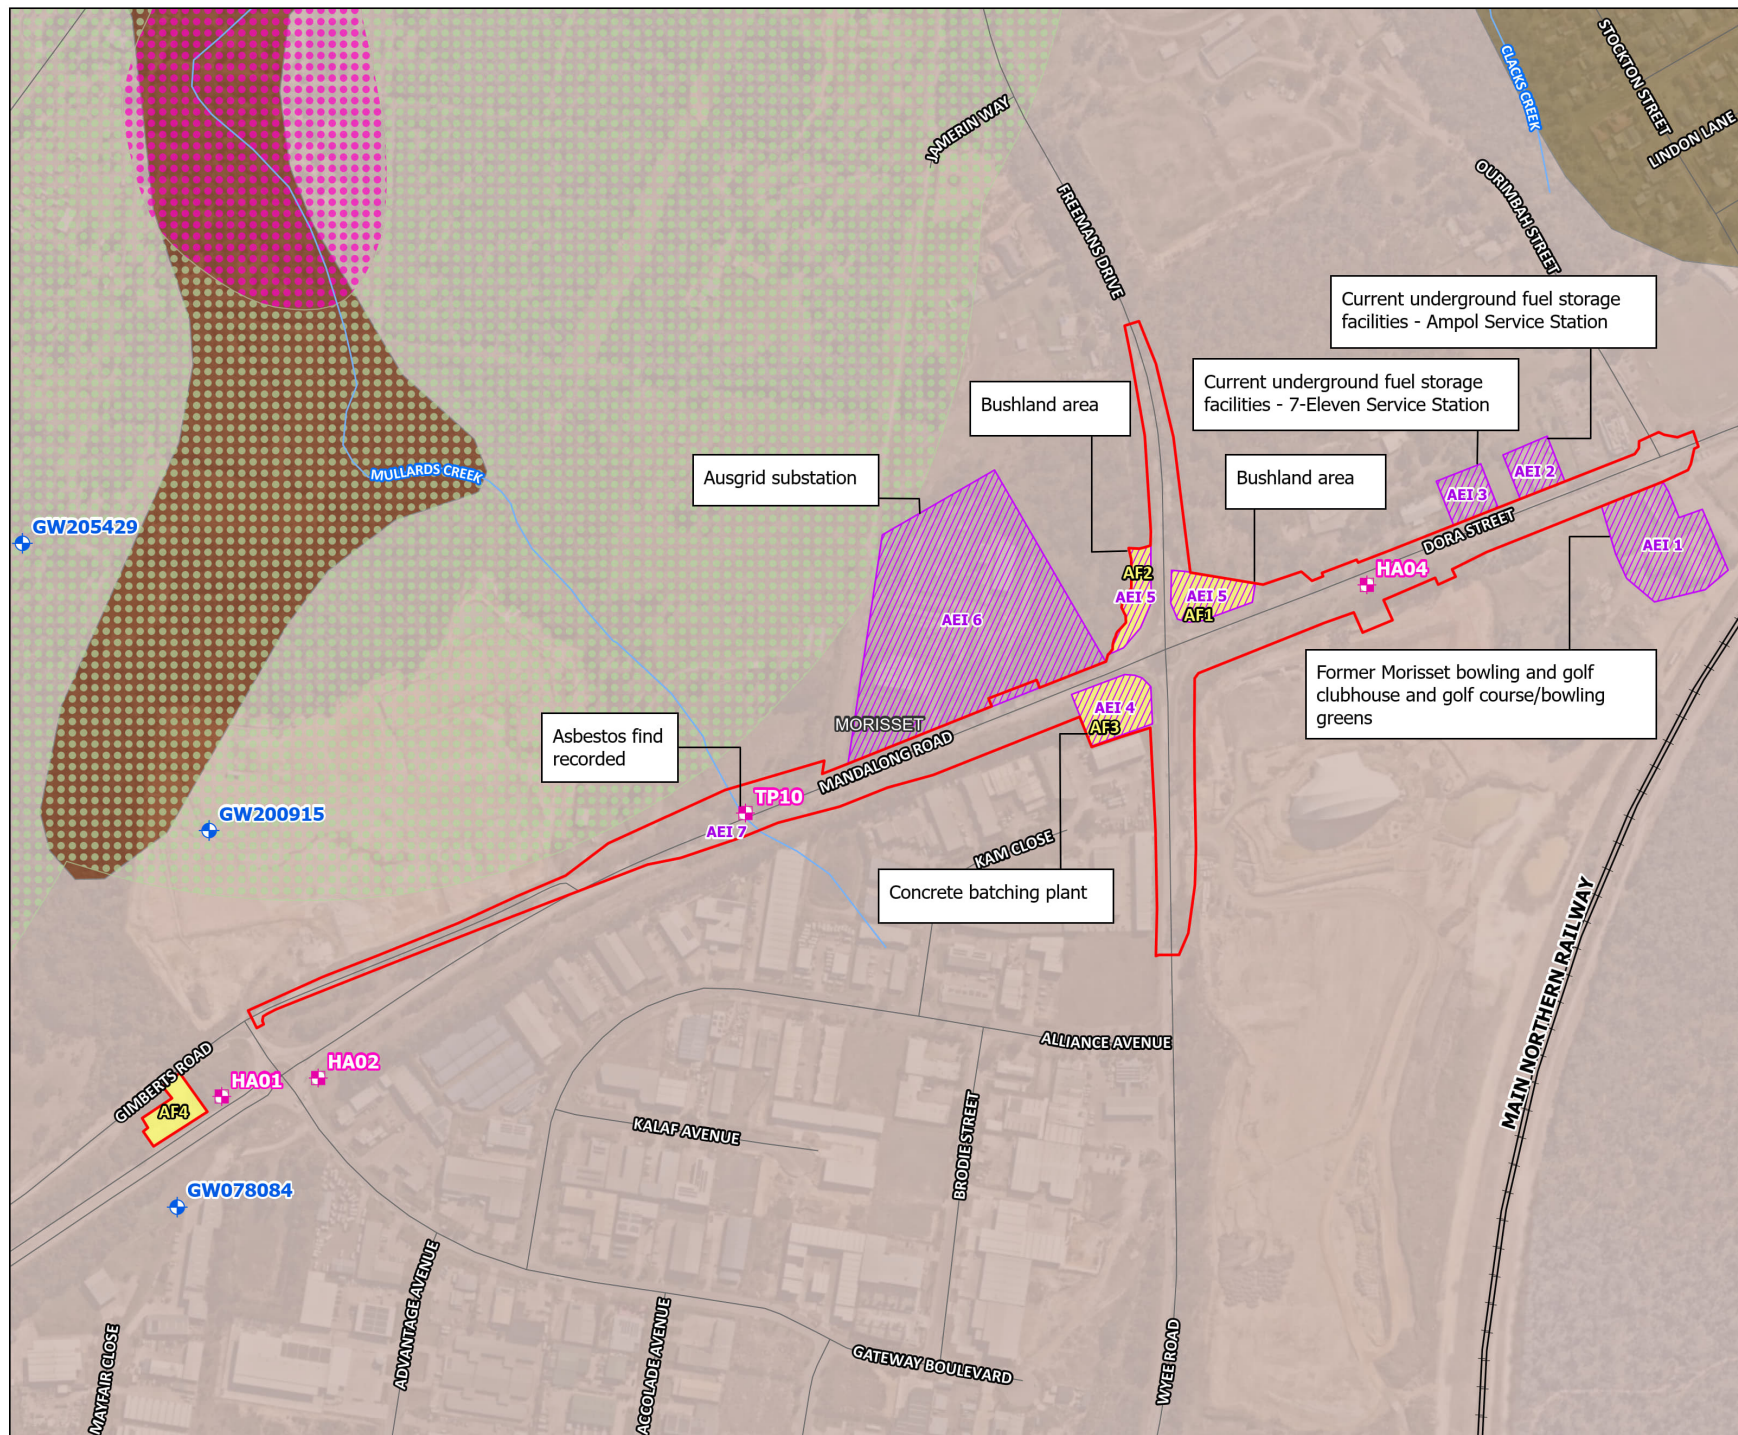 CLACKS CREEK
STOCKTON STREET
LINDON LANE
JAMERIN WAY
OURIMBAH STREET
FREEMANS DRIVE
Current underground fuel storage
facilities - Ampol Service Station
Current underground fuel storage
facilities - 7-Eleven Service Station
Bushland area
Ausgrid substation
Bushland area
MULLARDS CREEK
AEI 2
AEI 3
GW205429
DORA STREET
AEI 1
AF2
HA04
AEI 5
AEI 5
AF1
AEI 6
Former Morisset bowling and golf
clubhouse and golf course/bowling
greens
MORISSET
AEI 4
AF3
Asbestos find
recorded
MANDALONG ROAD
TP10
GW200915
AEI 7
KAM CLOSE
Concrete batching plant
MAIN NORTHERN RAILWAY
ALLIANCE AVENUE
GIMBERTS ROAD
HA02
HA01
AF4
KALAF AVENUE
BRODIE STREET
GW078084
ADVANTAGE AVENUE
ACCOLADE AVENUE
MAYFAIR CLOSE
GATEWAY BOULEVARD
WYEE ROAD